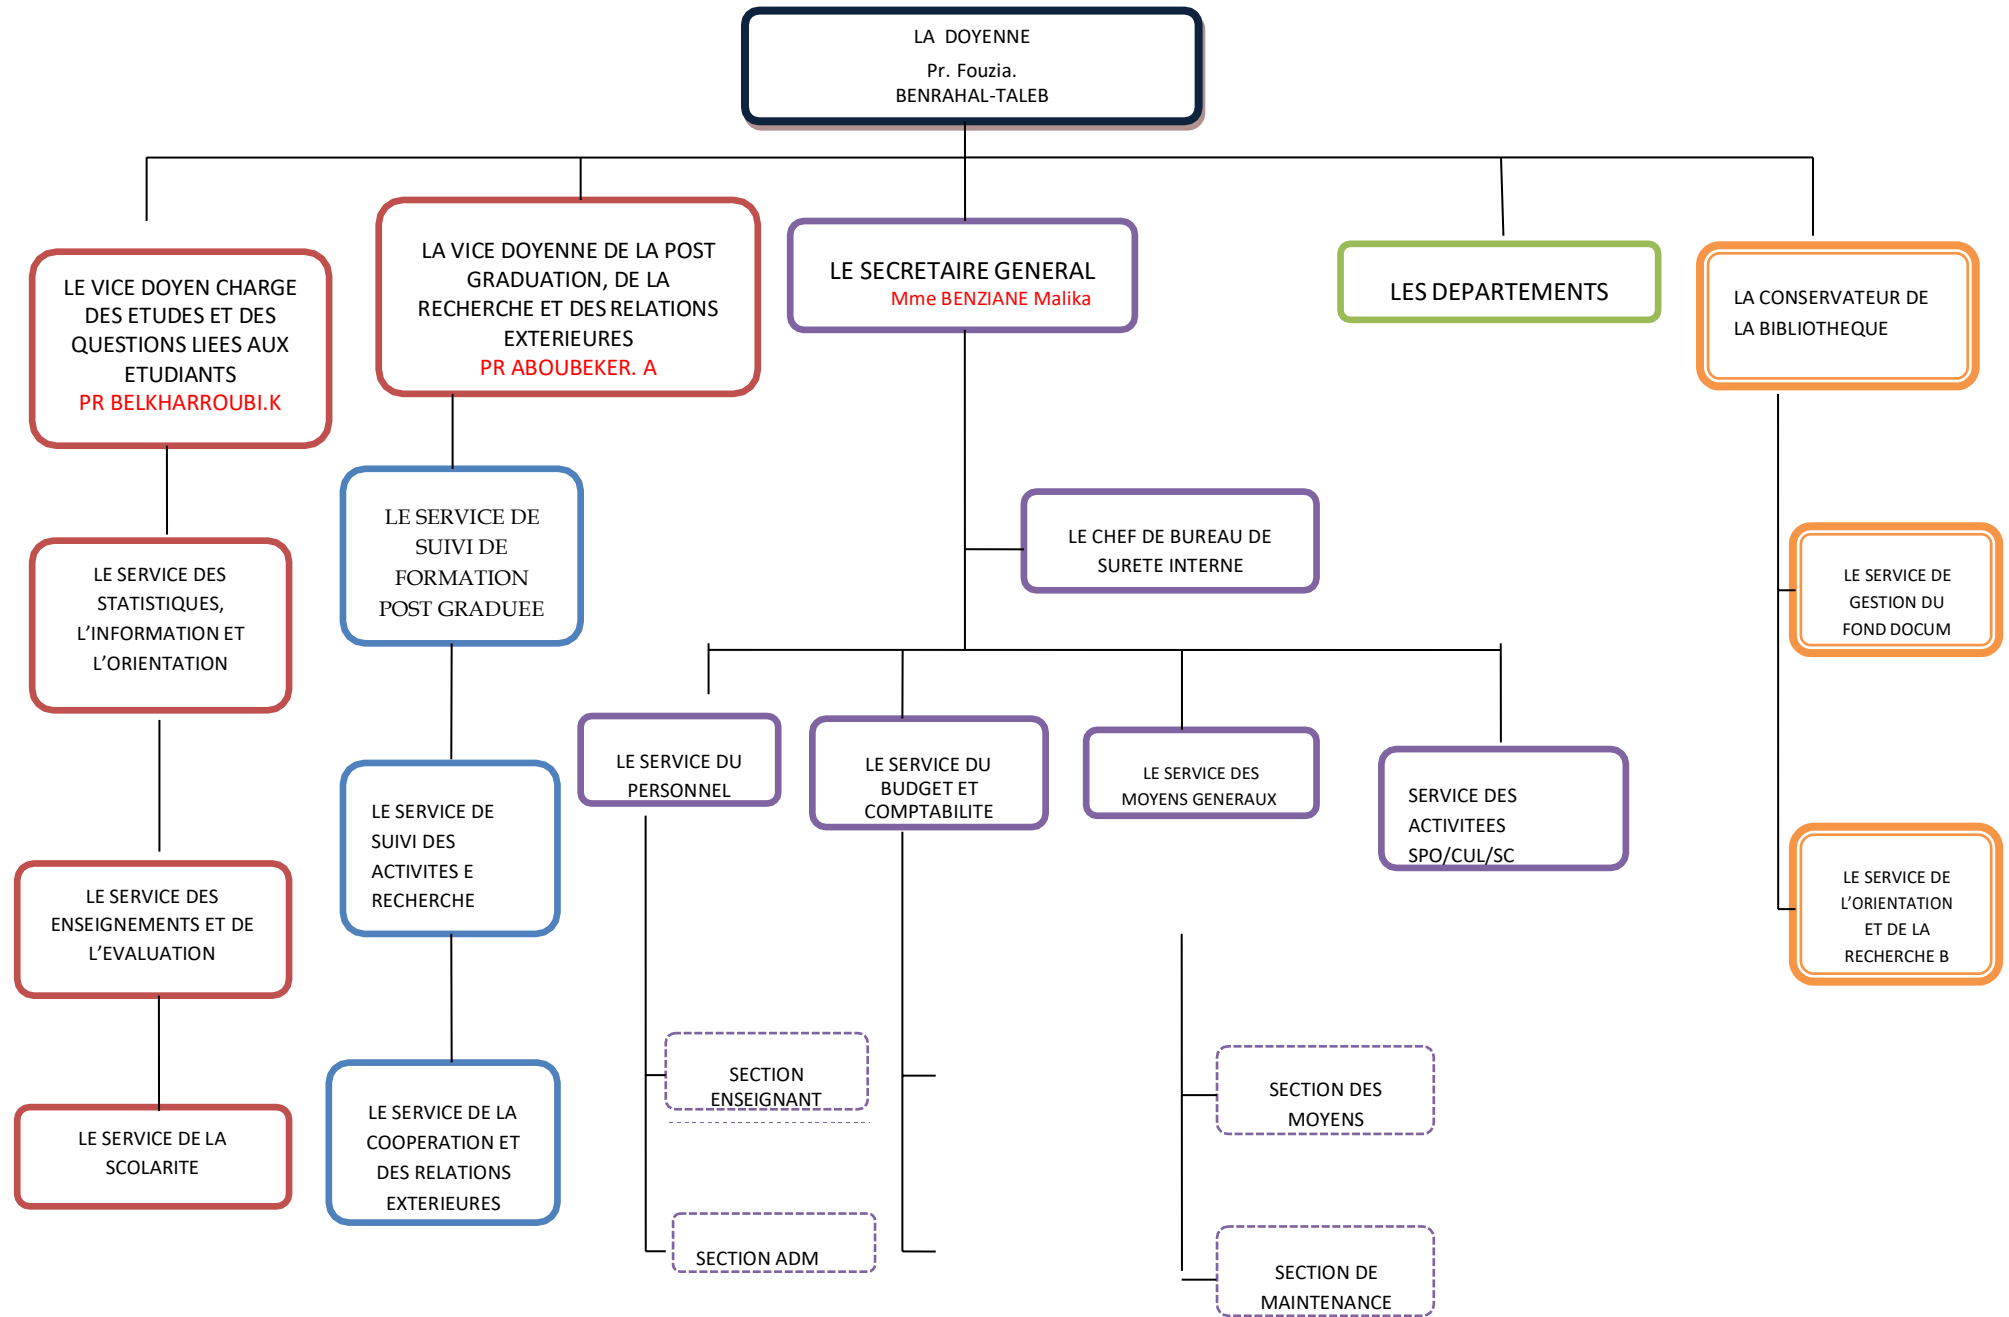 LA DOYENNE
Pr. Fouzia.
BENRAHAL-TALEB
LE VICE DOYEN CHARGE
DES ETUDES ET DES
QUESTIONS LIEES AUX
ETUDIANTS
PR BELKHARROUBI.K
LA VICE DOYENNE DE LA POST
GRADUATION, DE LA
RECHERCHE ET DES RELATIONS
EXTERIEURES
PR ABOUBEKER. A
LE SECRETAIRE GENERAL
Mme BENZIANE Malika
LES DEPARTEMENTS
LA CONSERVATEUR DE
LA BIBLIOTHEQUE
LE SERVICE DES
STATISTIQUES,
L’INFORMATION ET
L’ORIENTATION
LE SERVICE DE
SUIVI DE
FORMATION
POST GRADUEE
LE CHEF DE BUREAU DE
SURETE INTERNE
LE SERVICE DE
GESTION DU
FOND DOCUM
LE SERVICE DU
PERSONNEL
LE SERVICE DU
BUDGET ET
COMPTABILITE
LE SERVICE DES
MOYENS GENERAUX
SERVICE DES
ACTIVITEES
SPO/CUL/SC
LE SERVICE DES
ENSEIGNEMENTS ET DE
L’EVALUATION
LE SERVICE DE
SUIVI DES
ACTIVITES E
RECHERCHE
LE SERVICE DE
L’ORIENTATION
ET DE LA
RECHERCHE B
LE SERVICE DE LA
SCOLARITE
LE SERVICE DE LA
COOPERATION ET
DES RELATIONS
EXTERIEURES
SECTION
ENSEIGNANT
SECTION DES
MOYENS
SECTION ADM
SECTION DE
MAINTENANCE